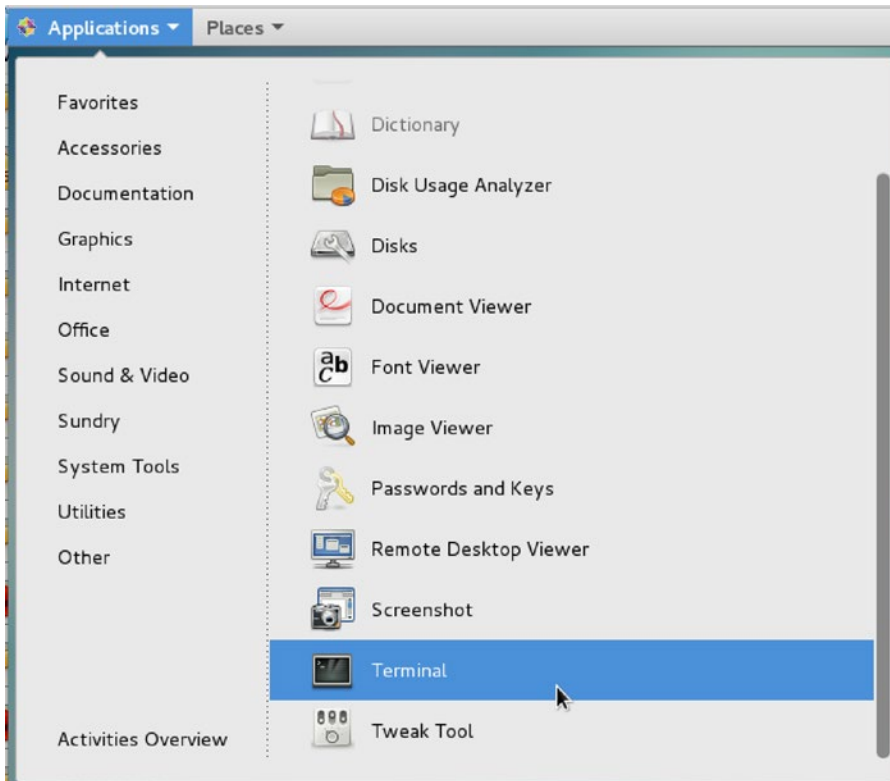 Applications Places
Favorites
Accessories
Documentation
Graphics
Internet
Office
Sound & Video
Sundry
System Tools
Utilities
Other
Activities Overview
Dictionary
Disk Usage Analyzer
Disks
Document Viewer
Font Viewer
Image Viewer
Passwords and Keys
Remote Desktop Viewer
Screenshot
Terminal
Tweak Tool